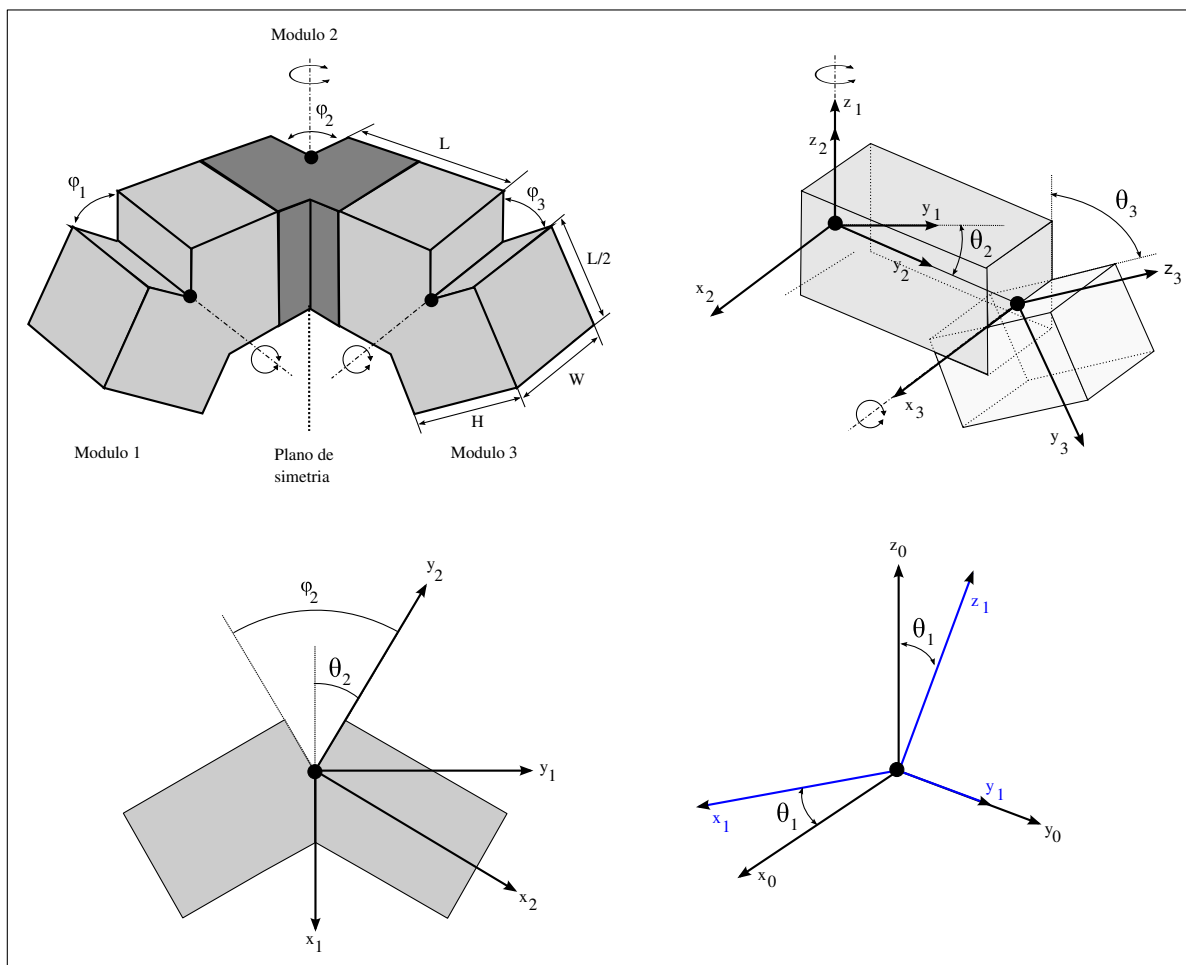 Modulo 2
φ2
L
φ1
φ3
L/2
W
H
Modulo 1
Plano de
simetria
Modulo 3
z1
z2
y1
θ2
y2
x2
θ3
z3
x3
y3
y2
φ2
θ2
y1
x2
x1
z0
z1
θ1
y1
x1
θ1
y0
x0